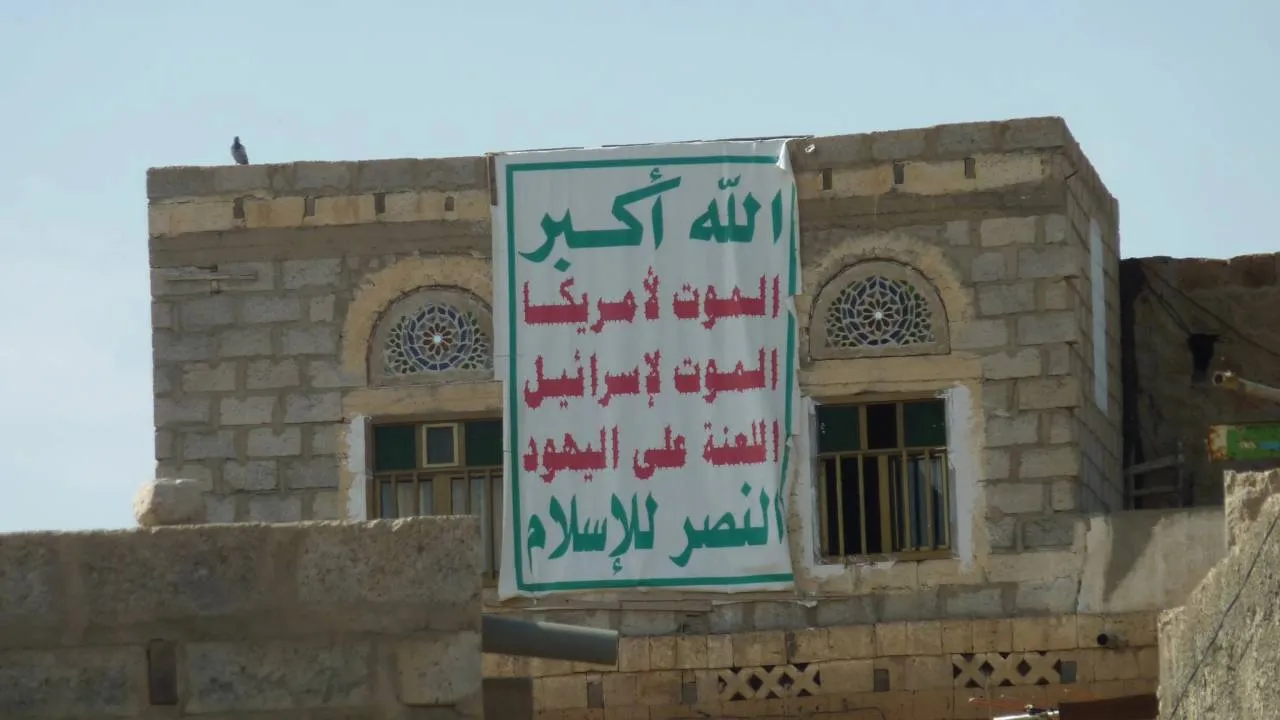 الله أكبر
الموت لأمريكا
الموت لإسرائيل
اللعنة على اليهود
النصر للإسلام